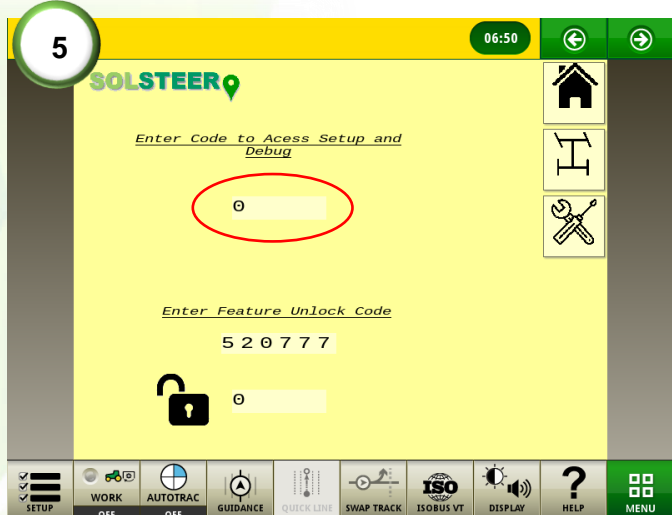 5
06:50
SOLSTEER
Enter Code to Acess Setup and
Debug
0
Enter Feature Unlock Code
520777
0
SETUP
WORK
OFF
AUTOTRAC
OFF
GUIDANCE
QUICK LINE
SWAP TRACK
ISO
ISOBUS VT
DISPLAY
?
HELP
MENU